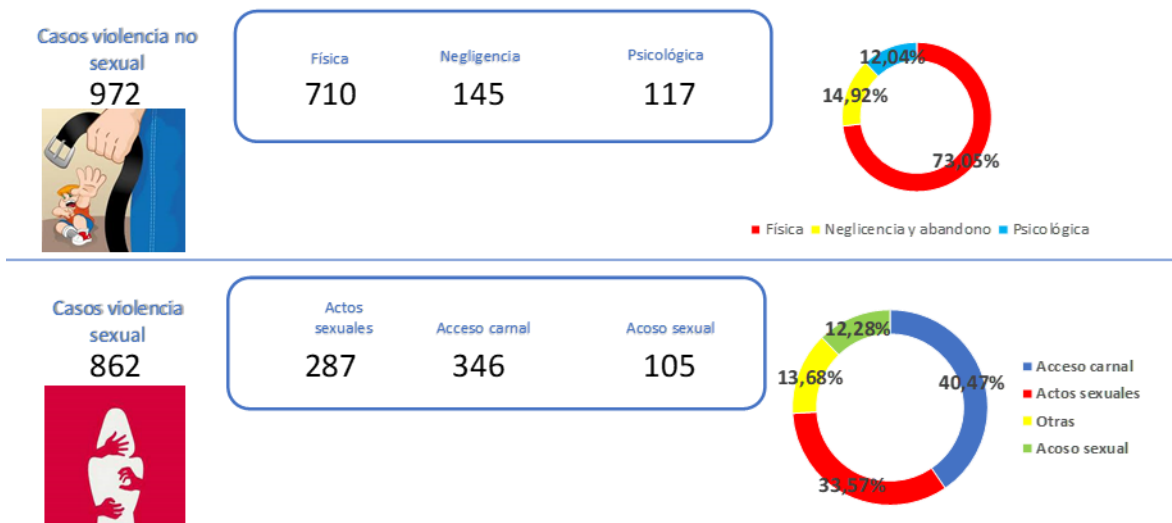 Casos violencia no
sexual
972
Física
Negligencia
Psicológica
710
145
117
12,04%
14,92%
73,05%
Física
Neglicencia y abandono
Psicológica
Casos violencia
sexual
862
Actos
sexuales
Acceso carnal
Acoso sexual
287
346
105
12,28%
13,68%
40,47%
33,57%
Acceso carnal
Actos sexuales
Otras
Acoso sexual